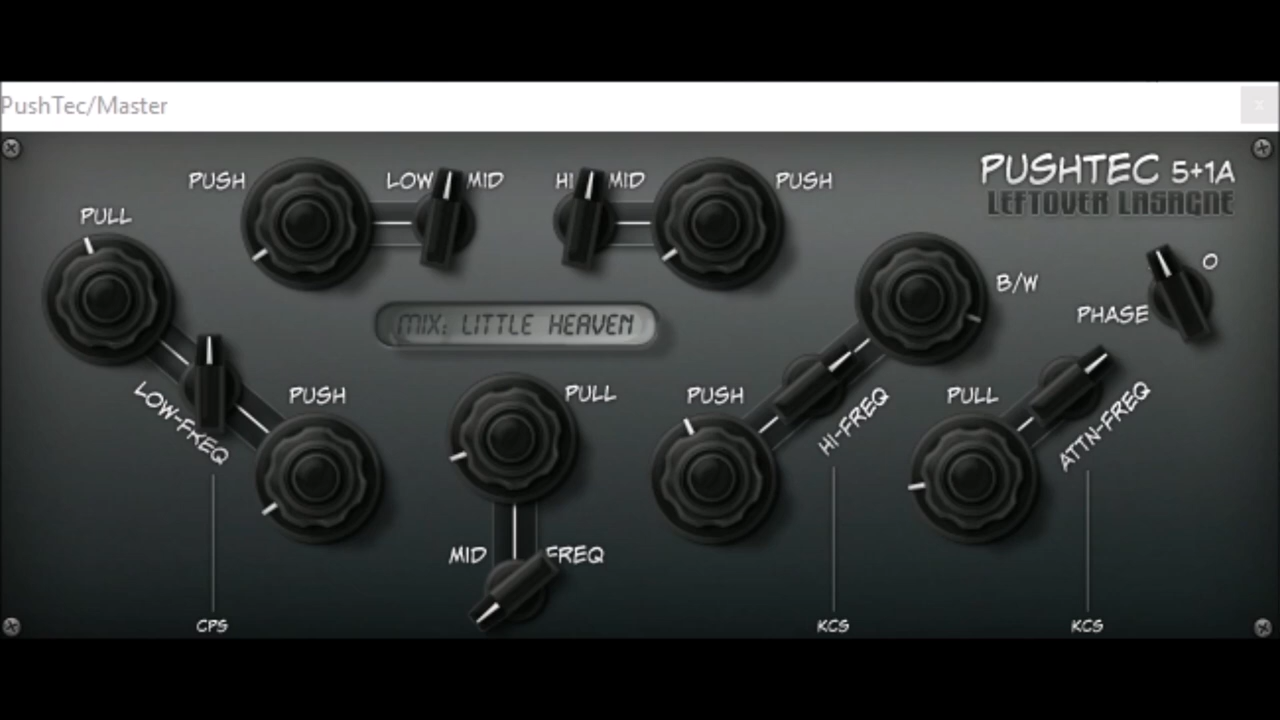 PushTec/Master
x
PUSHTEC 5+1A
LEFTOVER LASAGNE
PUSH
LOW MID
HI MID
PUSH
PULL
B/W
O
PHASE
MIX: LITTLE HEAVEN
LOW-FREQ
PUSH
PULL
PUSH
HI-FREQ
PULL
ATTN-FREQ
MID FREQ
CPS
KCS
KCS